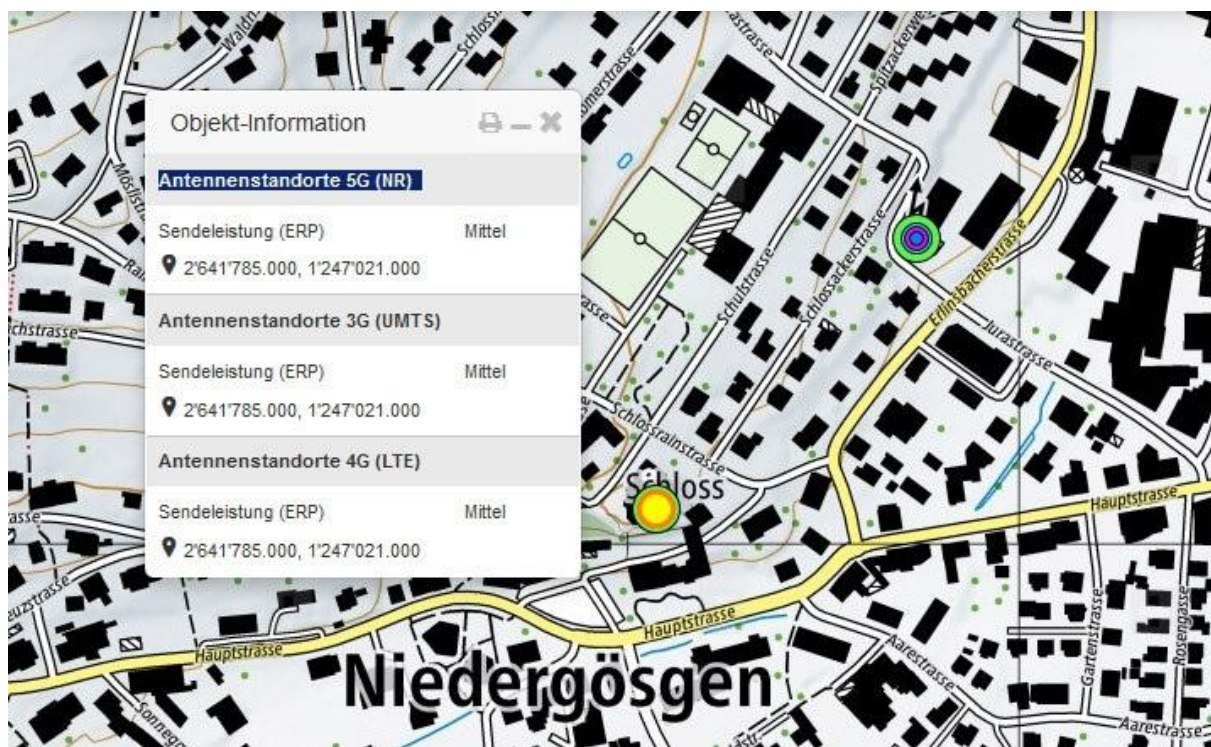 Objekt-Information
Antennenstandorte 5G (NR)
Sendeleistung (ERP) Mittel
2'641'785.000, 1'247'021.000
Antennenstandorte 3G (UMTS)
Sendeleistung (ERP) Mittel
2'641'785.000, 1'247'021.000
Antennenstandorte 4G (LTE)
Sendeleistung (ERP) Mittel
2'641'785.000, 1'247'021.000
Spitzackerweg
Schulstrasse
Schlossackerstrasse
Erlinsbacherstrasse
Jurastrasse
Schlossrainstrasse
Schloss
Hauptstrasse
Hauptstrasse
Hauptstrasse
Niedergösgen
Aarestrasse
Gartenstrasse
Rosengasse
Aarestrasse